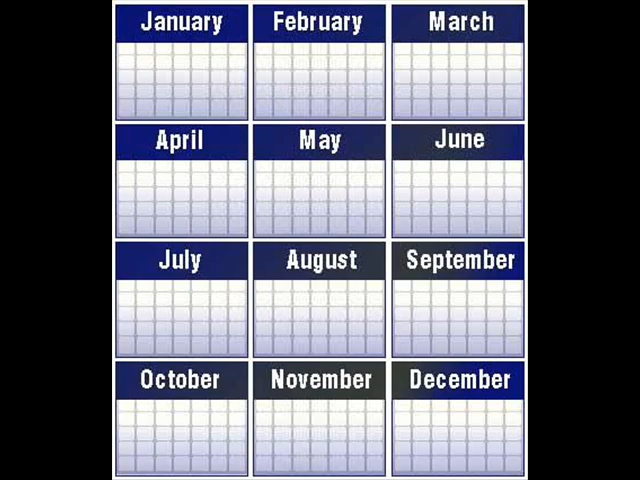 January February March
April May June
July August September
October November December